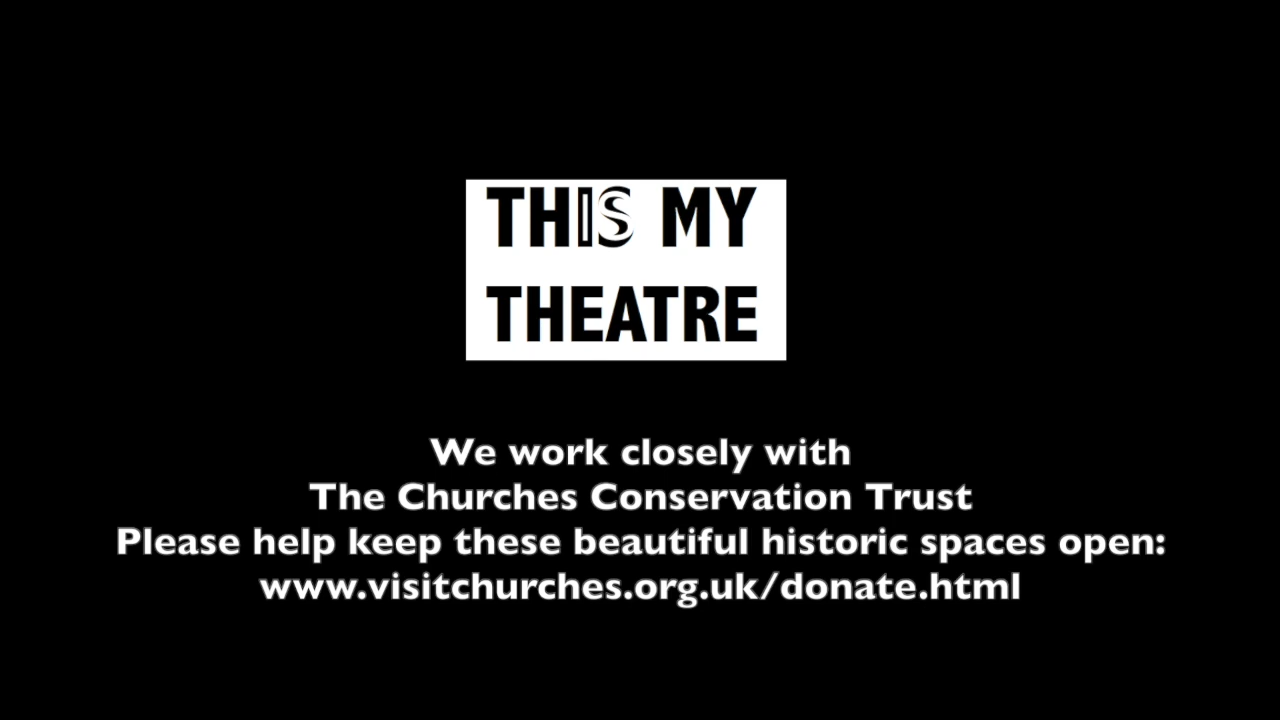 THIS MY
THEATRE
We work closely with
The Churches Conservation Trust
Please help keep these beautiful historic spaces open:
www.visitchurches.org.uk/donate.html